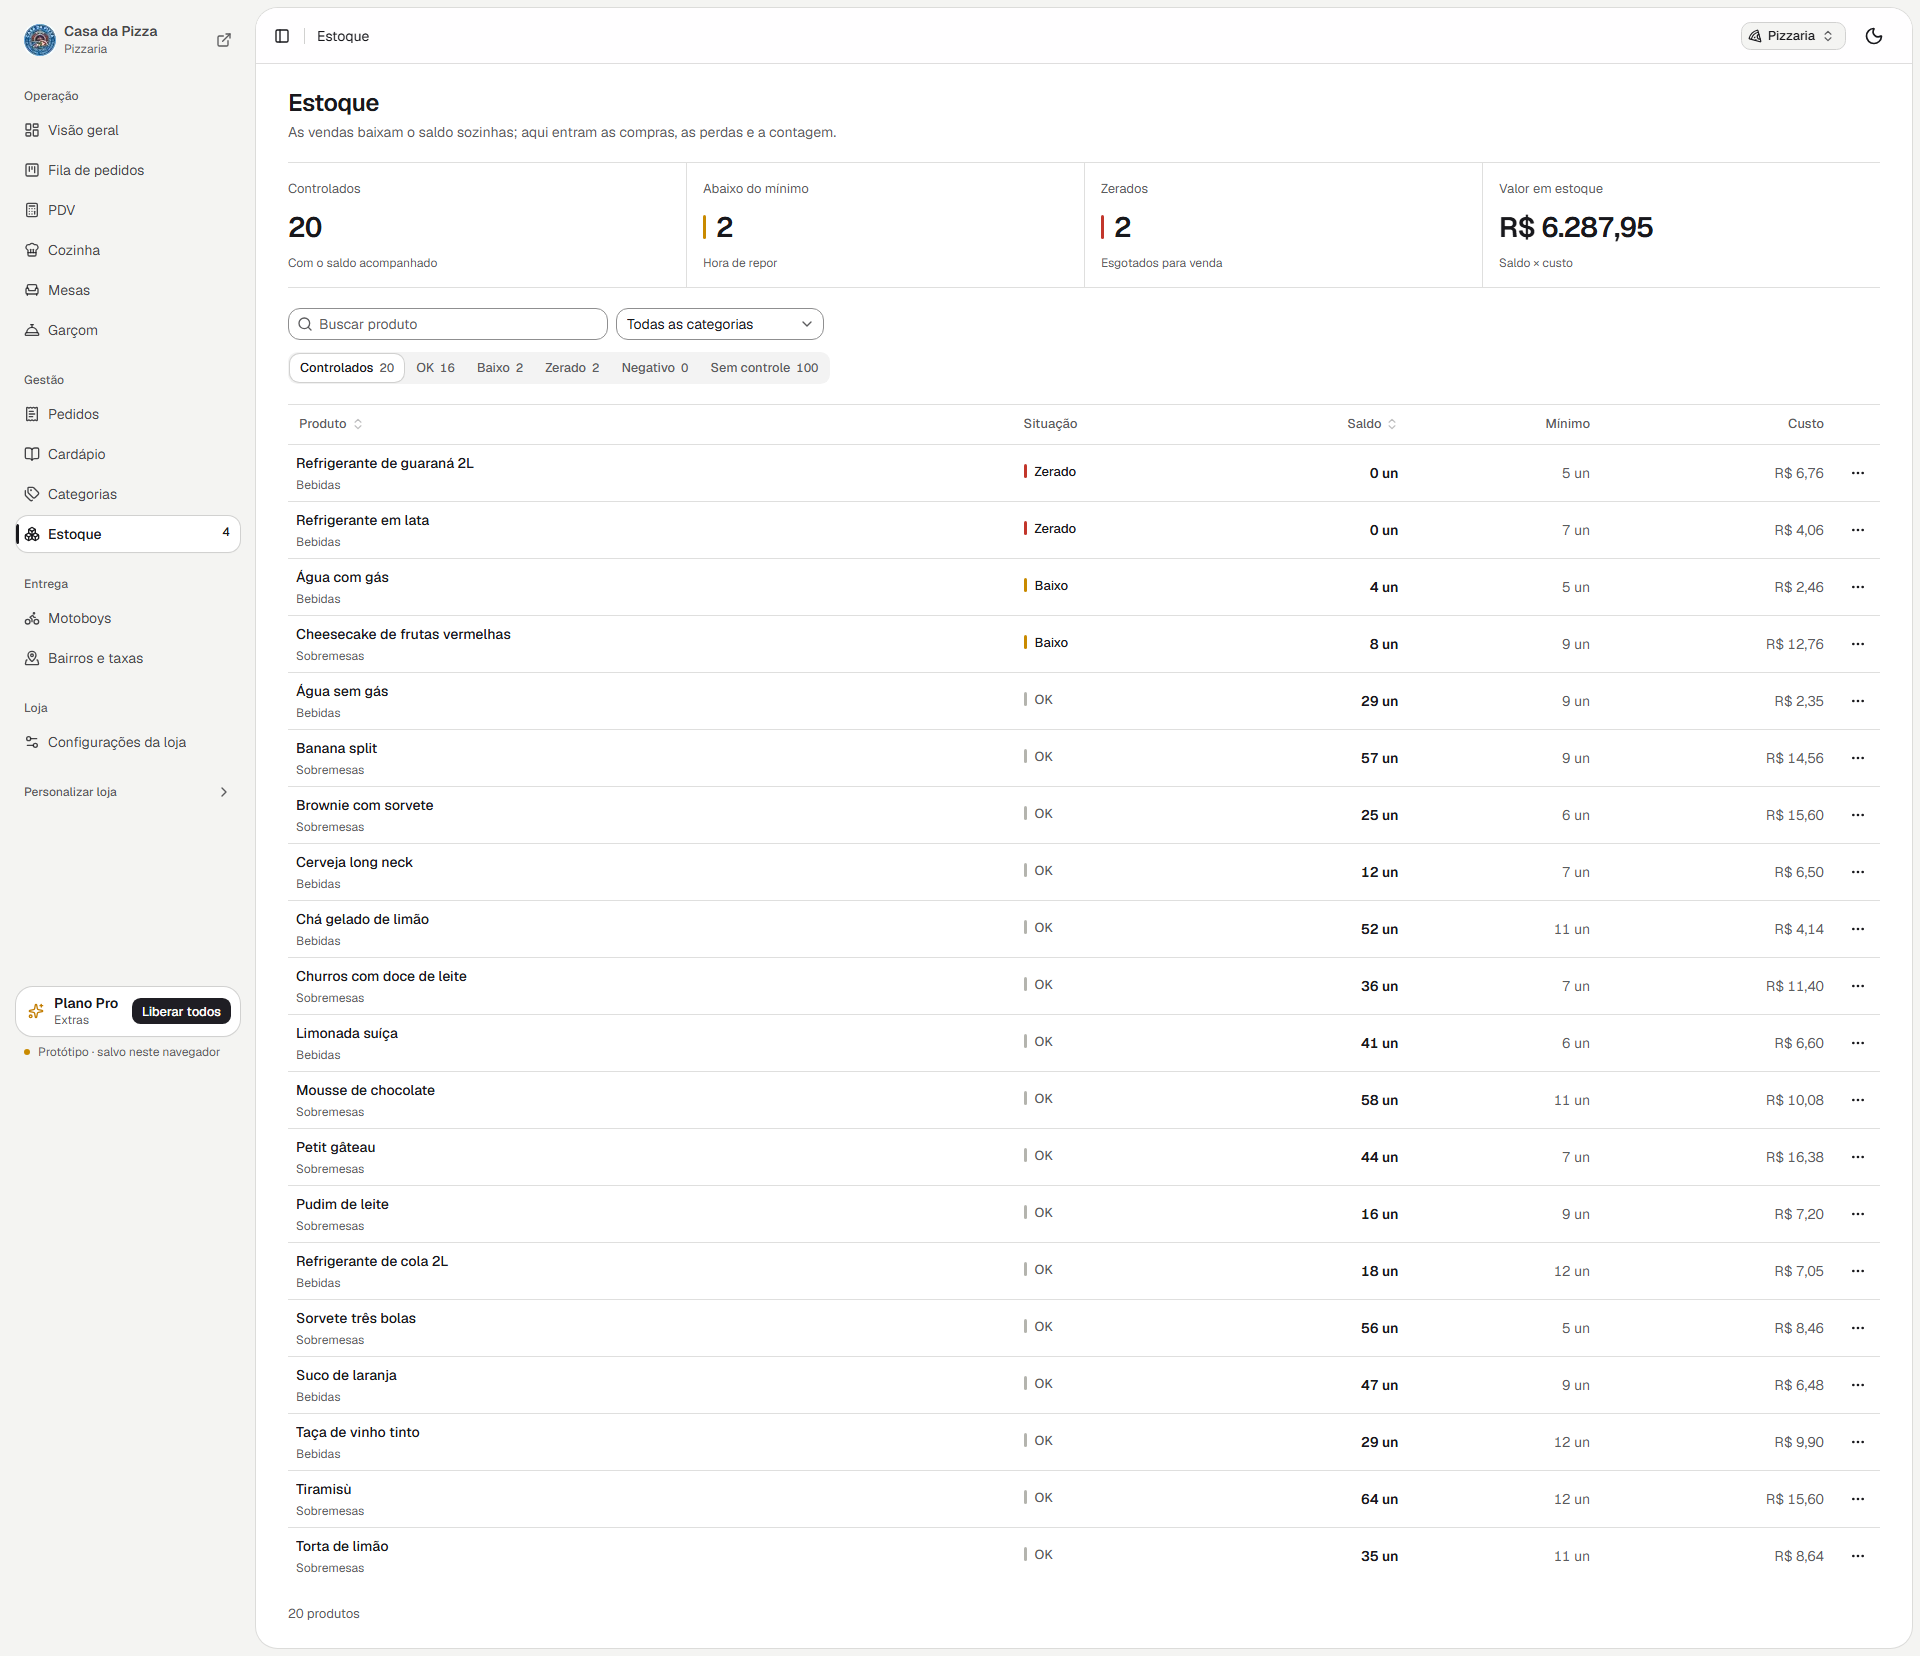 Casa da Pizza
Pizzaria
Operação
Visão geral
Fila de pedidos
PDV
Cozinha
Mesas
Garçom
Gestão
Pedidos
Cardápio
Categorias
Estoque 4
Entrega
Motoboys
Bairros e taxas
Loja
Configurações da loja
Personalizar loja
Plano Pro
Extras
Liberar todos
Protótipo · salvo neste navegador
Estoque
Pizzaria
Estoque
As vendas baixam o saldo sozinhas; aqui entram as compras, as perdas e a contagem.
Controlados
20
Com o saldo acompanhado
Abaixo do mínimo
2
Hora de repor
Zerados
2
Esgotados para venda
Valor em estoque
R$ 6.287,95
Saldo × custo
Buscar produto
Todas as categorias
Controlados 20 OK 16 Baixo 2 Zerado 2 Negativo 0 Sem controle 100
Produto Situação Saldo Mínimo Custo
Refrigerante de guaraná 2L
Bebidas
Zerado 0 un 5 un R$ 6,76
Refrigerante em lata
Bebidas
Zerado 0 un 7 un R$ 4,06
Água com gás
Bebidas
Baixo 4 un 5 un R$ 2,46
Cheesecake de frutas vermelhas
Sobremesas
Baixo 8 un 9 un R$ 12,76
Água sem gás
Bebidas
OK 29 un 9 un R$ 2,35
Banana split
Sobremesas
OK 57 un 9 un R$ 14,56
Brownie com sorvete
Sobremesas
OK 25 un 6 un R$ 15,60
Cerveja long neck
Bebidas
OK 12 un 7 un R$ 6,50
Chá gelado de limão
Bebidas
OK 52 un 11 un R$ 4,14
Churros com doce de leite
Sobremesas
OK 36 un 7 un R$ 11,40
Limonada suíça
Bebidas
OK 41 un 6 un R$ 6,60
Mousse de chocolate
Sobremesas
OK 58 un 11 un R$ 10,08
Petit gâteau
Sobremesas
OK 44 un 7 un R$ 16,38
Pudim de leite
Sobremesas
OK 16 un 9 un R$ 7,20
Refrigerante de cola 2L
Bebidas
OK 18 un 12 un R$ 7,05
Sorvete três bolas
Sobremesas
OK 56 un 5 un R$ 8,46
Suco de laranja
Bebidas
OK 47 un 9 un R$ 6,48
Taça de vinho tinto
Bebidas
OK 29 un 12 un R$ 9,90
Tiramisù
Sobremesas
OK 64 un 12 un R$ 15,60
Torta de limão
Sobremesas
OK 35 un 11 un R$ 8,64
20 produtos